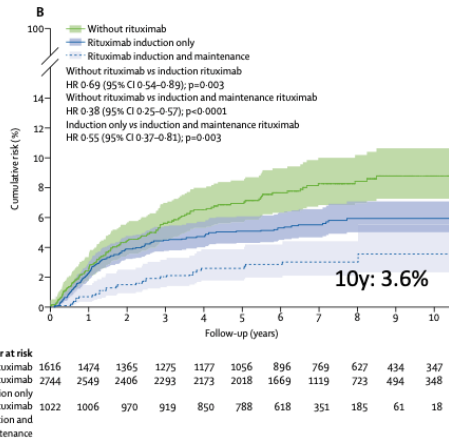 B
100
Without rituximab
Rituximab induction only
Rituximab induction and maintenance
Without rituximab vs induction rituximab
HR 0·69 (95% CI 0·54–0·89); p=0·003
Without rituximab vs induction and maintenance rituximab
HR 0·38 (95% CI 0·25–0·57); p<0·0001
Induction only vs induction and maintenance rituximab
HR 0·55 (95% CI 0·37–0·81); p=0·003
14
12
10
8
6
4
2
0
Cumulative risk (%)
10y: 3.6%
0 1 2 3 4 5 6 7 8 9 10
Follow-up (years)
r at risk
tuximab 1616 1474 1365 1275 1177 1056 896 769 627 434 347
tuximab 2744 2549 2406 2293 2173 2018 1669 1119 723 494 348
tion only
tuximab 1022 1006 970 919 850 788 618 351 185 61 18
tion and
tenance